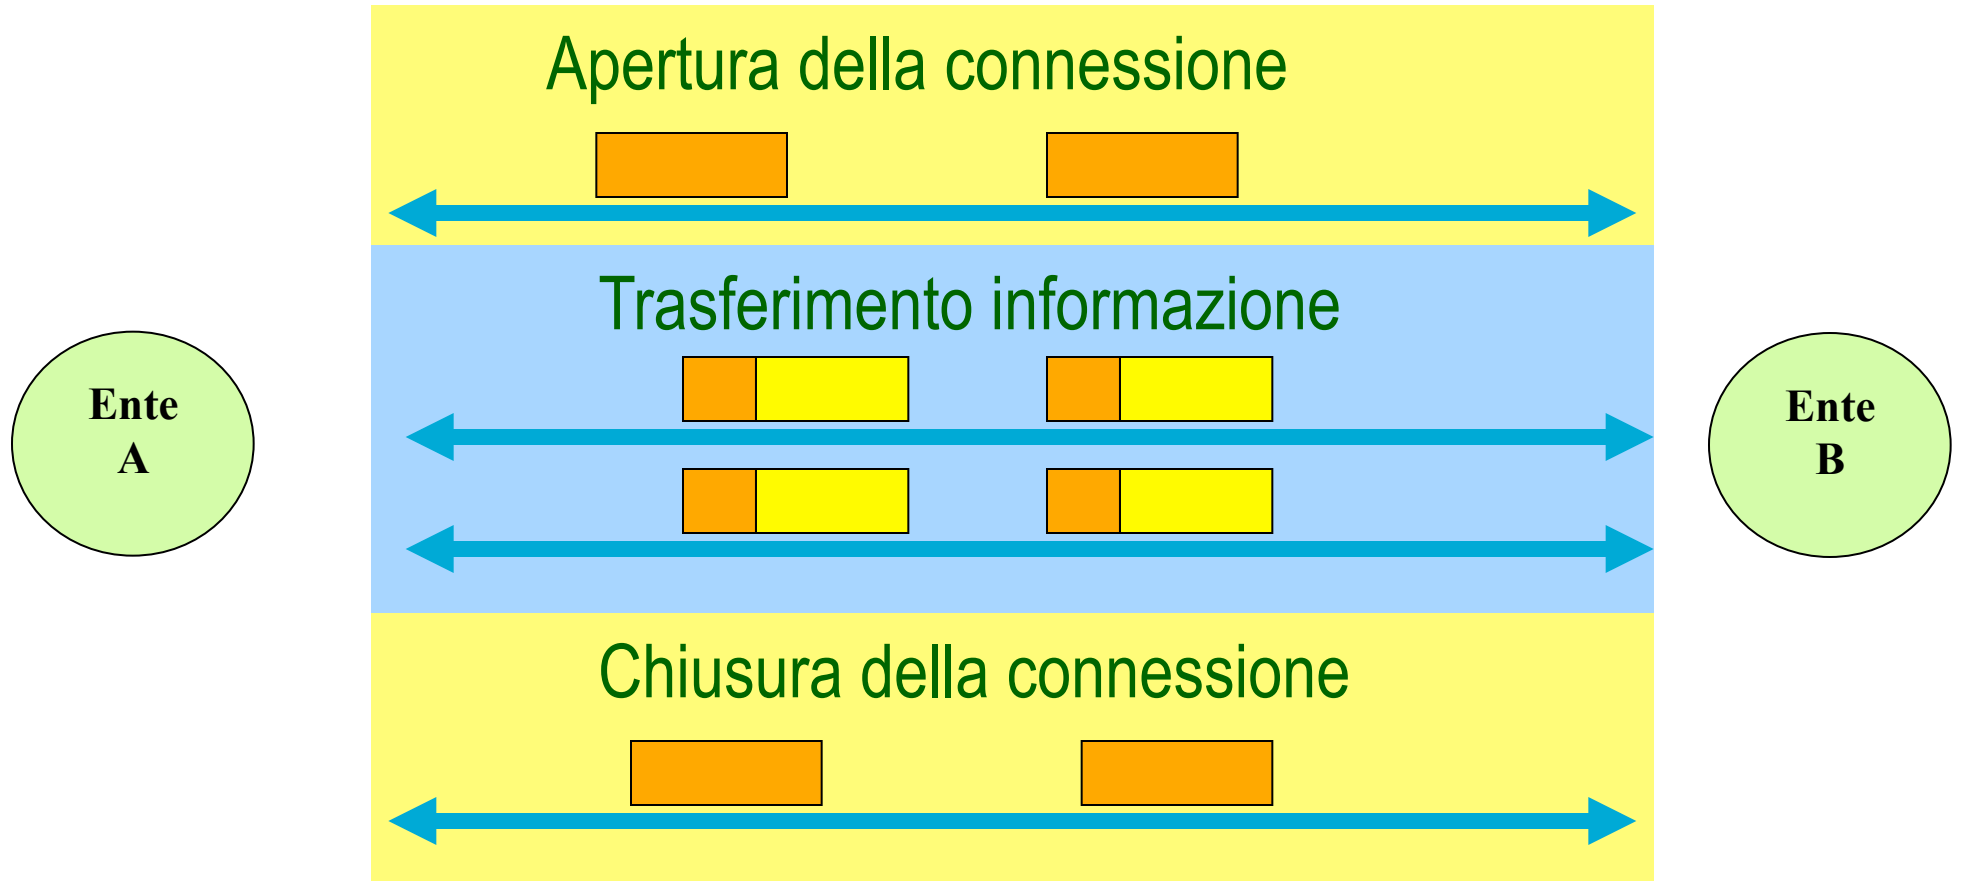 Apertura della connessione
Trasferimento informazione
Ente
A
Ente
B
Chiusura della connessione